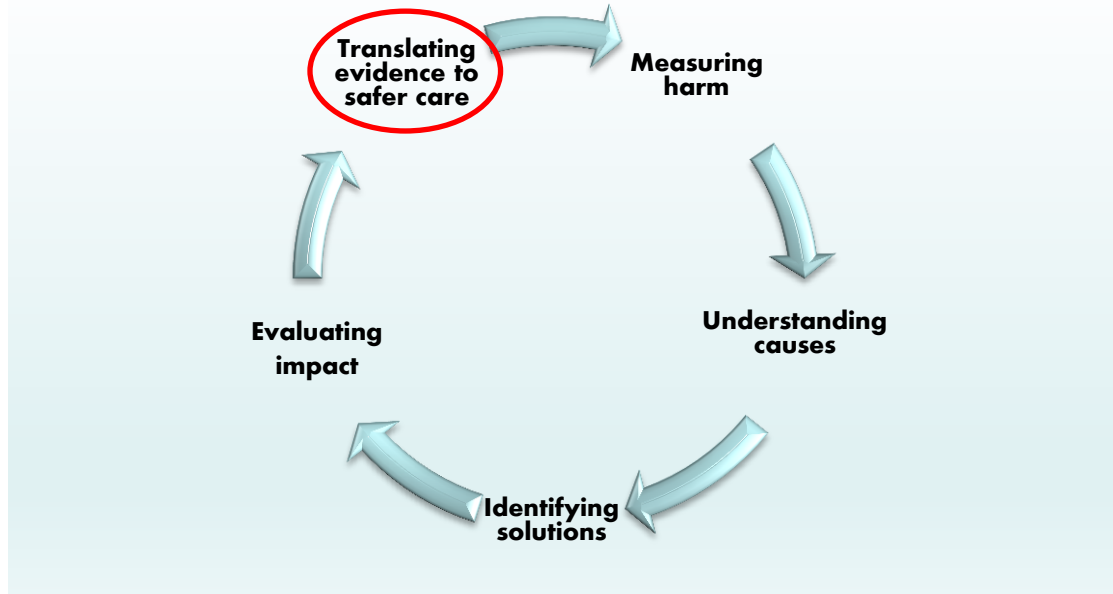 Translating
evidence to
safer care
Measuring
harm
Understanding
causes
Identifying
solutions
Evaluating
impact